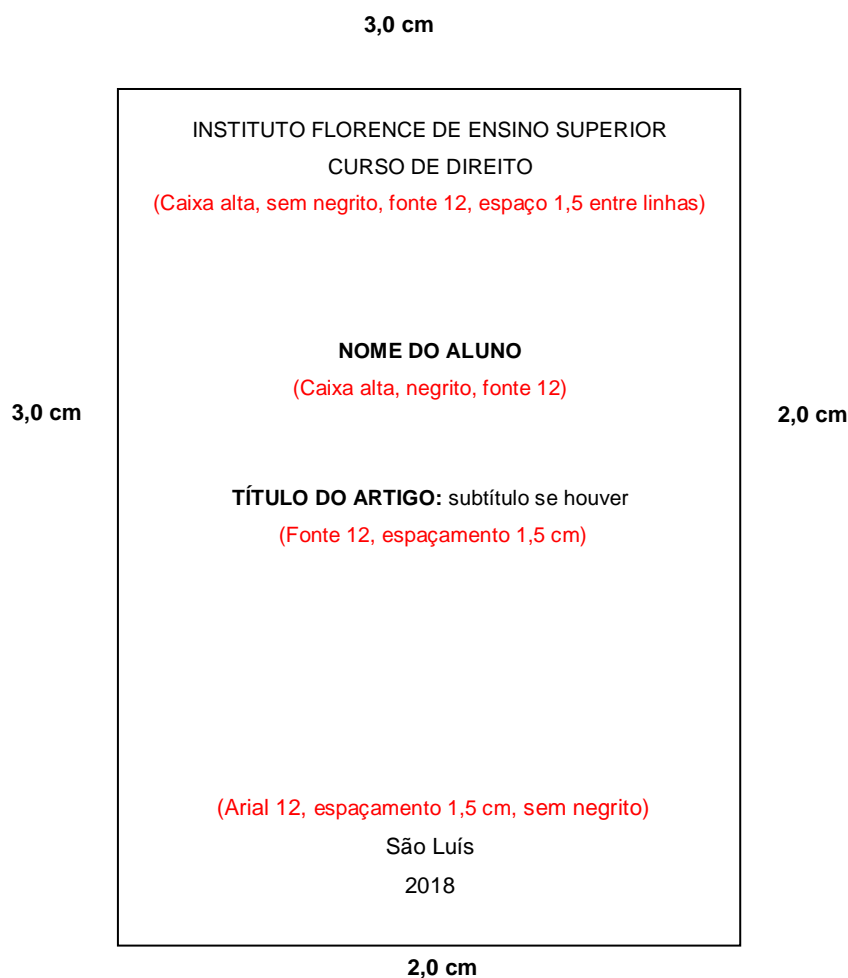 3,0 cm
INSTITUTO FLORENCE DE ENSINO SUPERIOR
CURSO DE DIREITO
(Caixa alta, sem negrito, fonte 12, espaço 1,5 entre linhas)
NOME DO ALUNO
(Caixa alta, negrito, fonte 12)
3,0 cm
2,0 cm
TÍTULO DO ARTIGO: subtítulo se houver
(Fonte 12, espaçamento 1,5 cm)
(Arial 12, espaçamento 1,5 cm, sem negrito)
São Luís
2018
2,0 cm